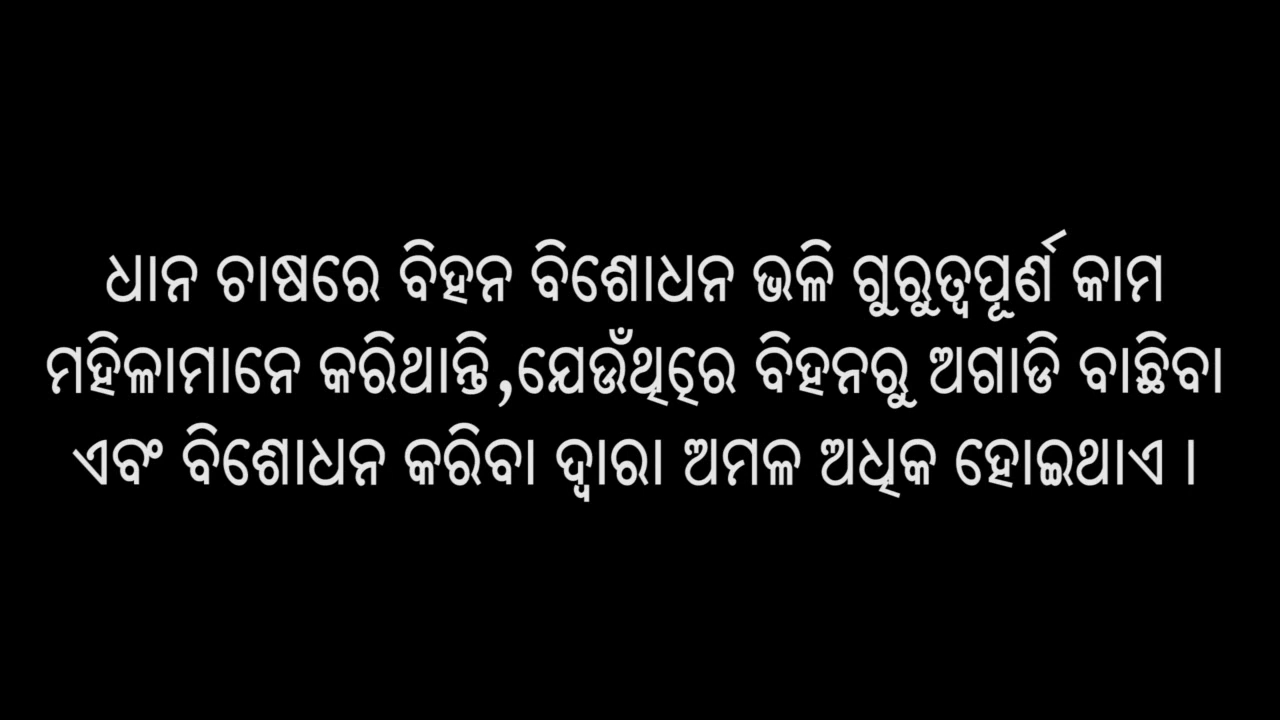 ଧାନ ଚାଷରେ ବିହନ ବିଶୋଧନ ଭଳି ଗୁରୁତ୍ୱପୂର୍ଣ କାମ
ମହିଳାମାନେ କରିଥାନ୍ତି,ଯେଉଁଥିରେ ବିହନରୁ ଅଗାଡି ବାଛିବା
ଏବଂ ବିଶୋଧନ କରିବା ଦ୍ୱାରା ଅମଳ ଅଧିକ ହୋଇଥାଏ ।